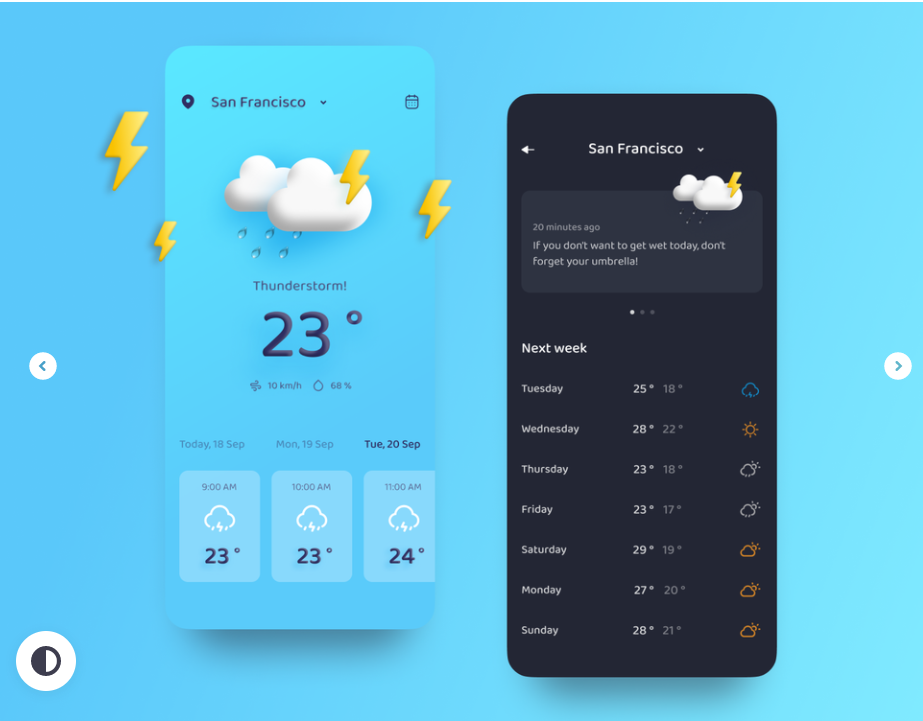 San Francisco
Thunderstorm!
23°
10 km/h 68 %
Today, 18 Sep Mon, 19 Sep Tue, 20 Sep
9:00 AM 10:00 AM 11:00 AM
23° 23° 24°
San Francisco
20 minutes ago
If you don't want to get wet today, don't
forget your umbrella!
Next week
Tuesday 25° 18°
Wednesday 28° 22°
Thursday 23° 18°
Friday 23° 17°
Saturday 29° 19°
Monday 27° 20°
Sunday 28° 21°